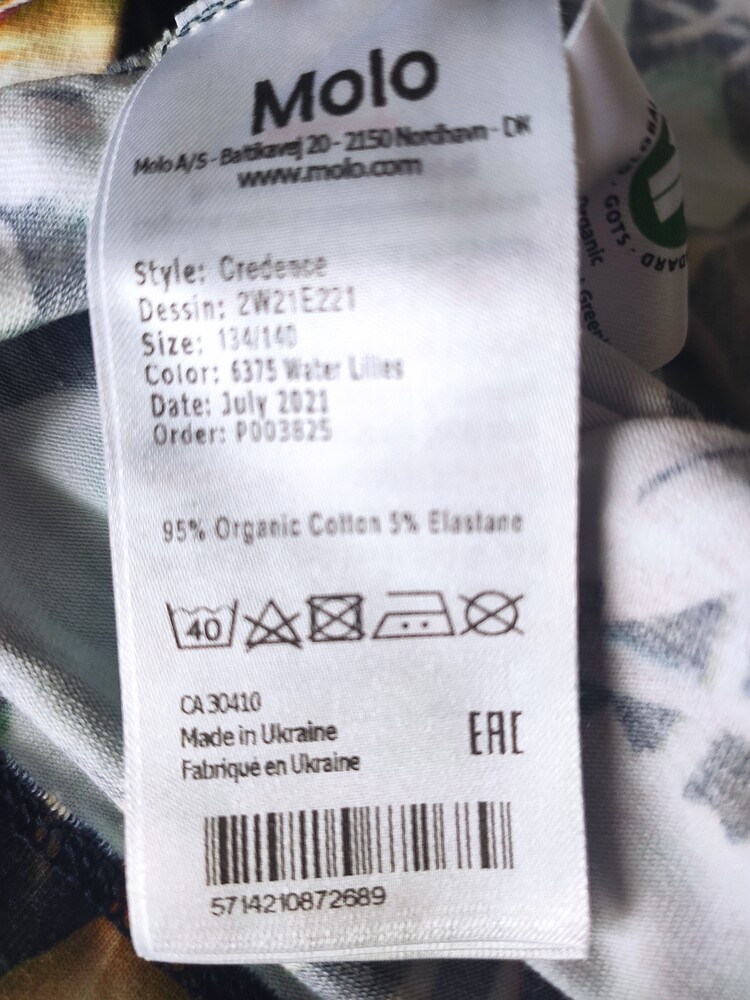 Molo
Molo A/S - Baltikavej 20 - 2150 Nordhavn - DK
www.molo.com
Style: Credence
Dessin: 2W21E221
Size: 134/140
Color: 6375 Water Lilies
Date: July 2021
Order: P003825
95% Organic Cotton 5% Elastane
40
CA 30410
Made in Ukraine
Fabriqué en Ukraine
EAC
5714210872689
GLOBAL
GOTS